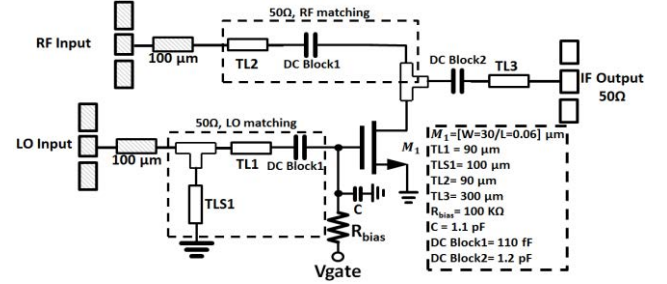 50Ω, RF matching
RF Input
100 μm
TL2
DC Block1
DC Block2
TL3
IF Output
50Ω
50Ω, LO matching
LO Input
100 μm
TL1
DC Block1
M₁
TLS1
C
R_bias
Vgate
M₁=[W=30/L=0.06] μm
TL1= 90 μm
TLS1= 100 μm
TL2= 90 μm
TL3= 300 μm
R_bias= 100 KΩ
C = 1.1 pF
DC Block1= 110 fF
DC Block2= 1.2 pF